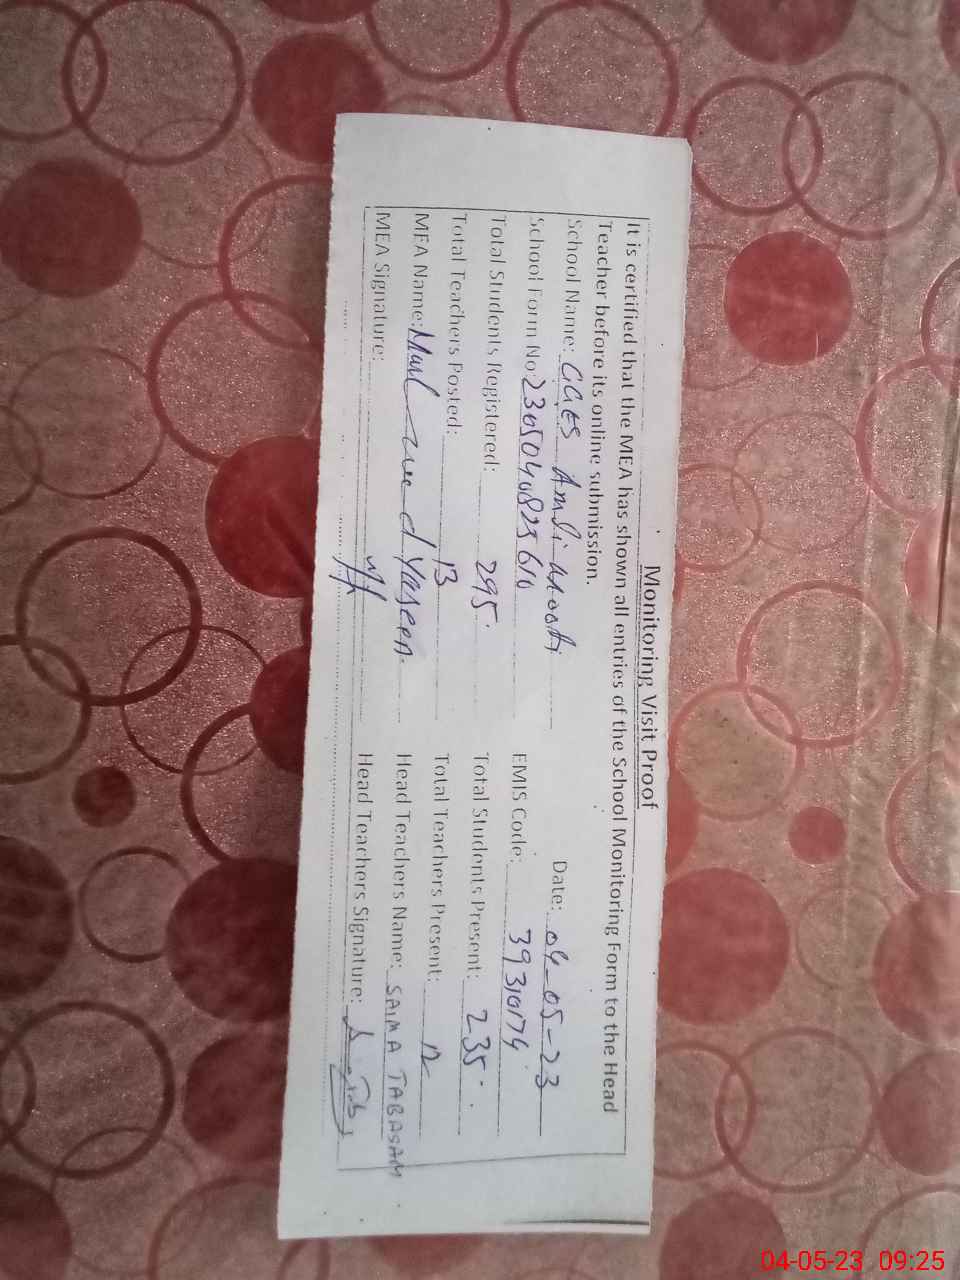 Monitoring Visit Proof
It is certified that the MEA has shown all entries of the School Monitoring Form to the Head
Teacher before its online submission.
School Name: GGES Date: 04-05-23
School Form No: EMIS Code: 39310174
Total Students Registered: 295. Total Students Present: 235.
Total Teachers Posted: 13 Total Teachers Present: 12
MEA Name: Yaseen. Head Teachers Name: SAIMA TABASAM
MEA Signature: Head Teachers Signature:
04-05-23 09:25